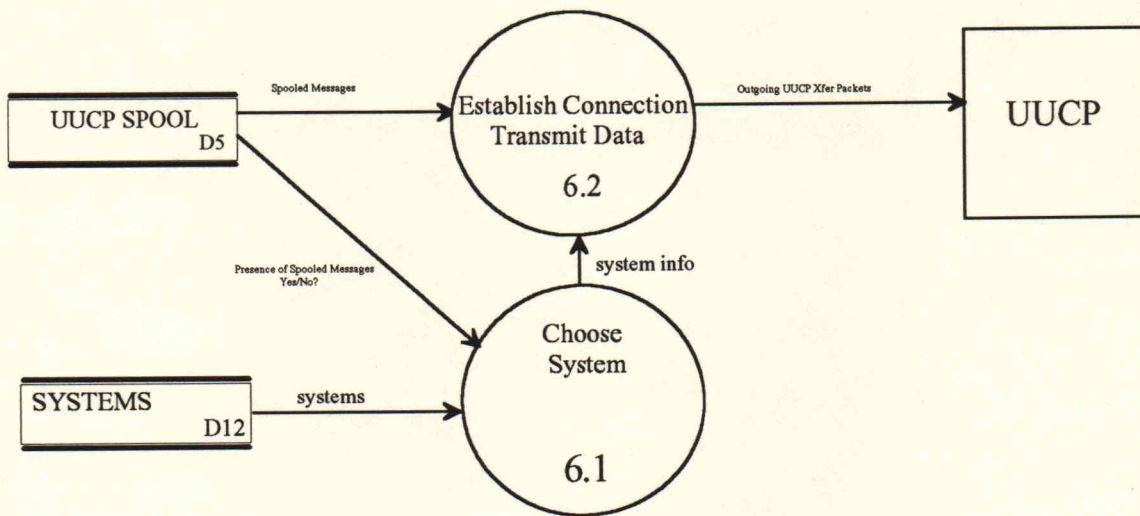 Spooled Messages
UUCP SPOOL
D5
Establish Connection
Transmit Data
6.2
Outgoing UUCP Xfer Packets
UUCP
Presence of Spooled Messages
Yes/No?
system info
Choose
System
6.1
SYSTEMS
D12
systems